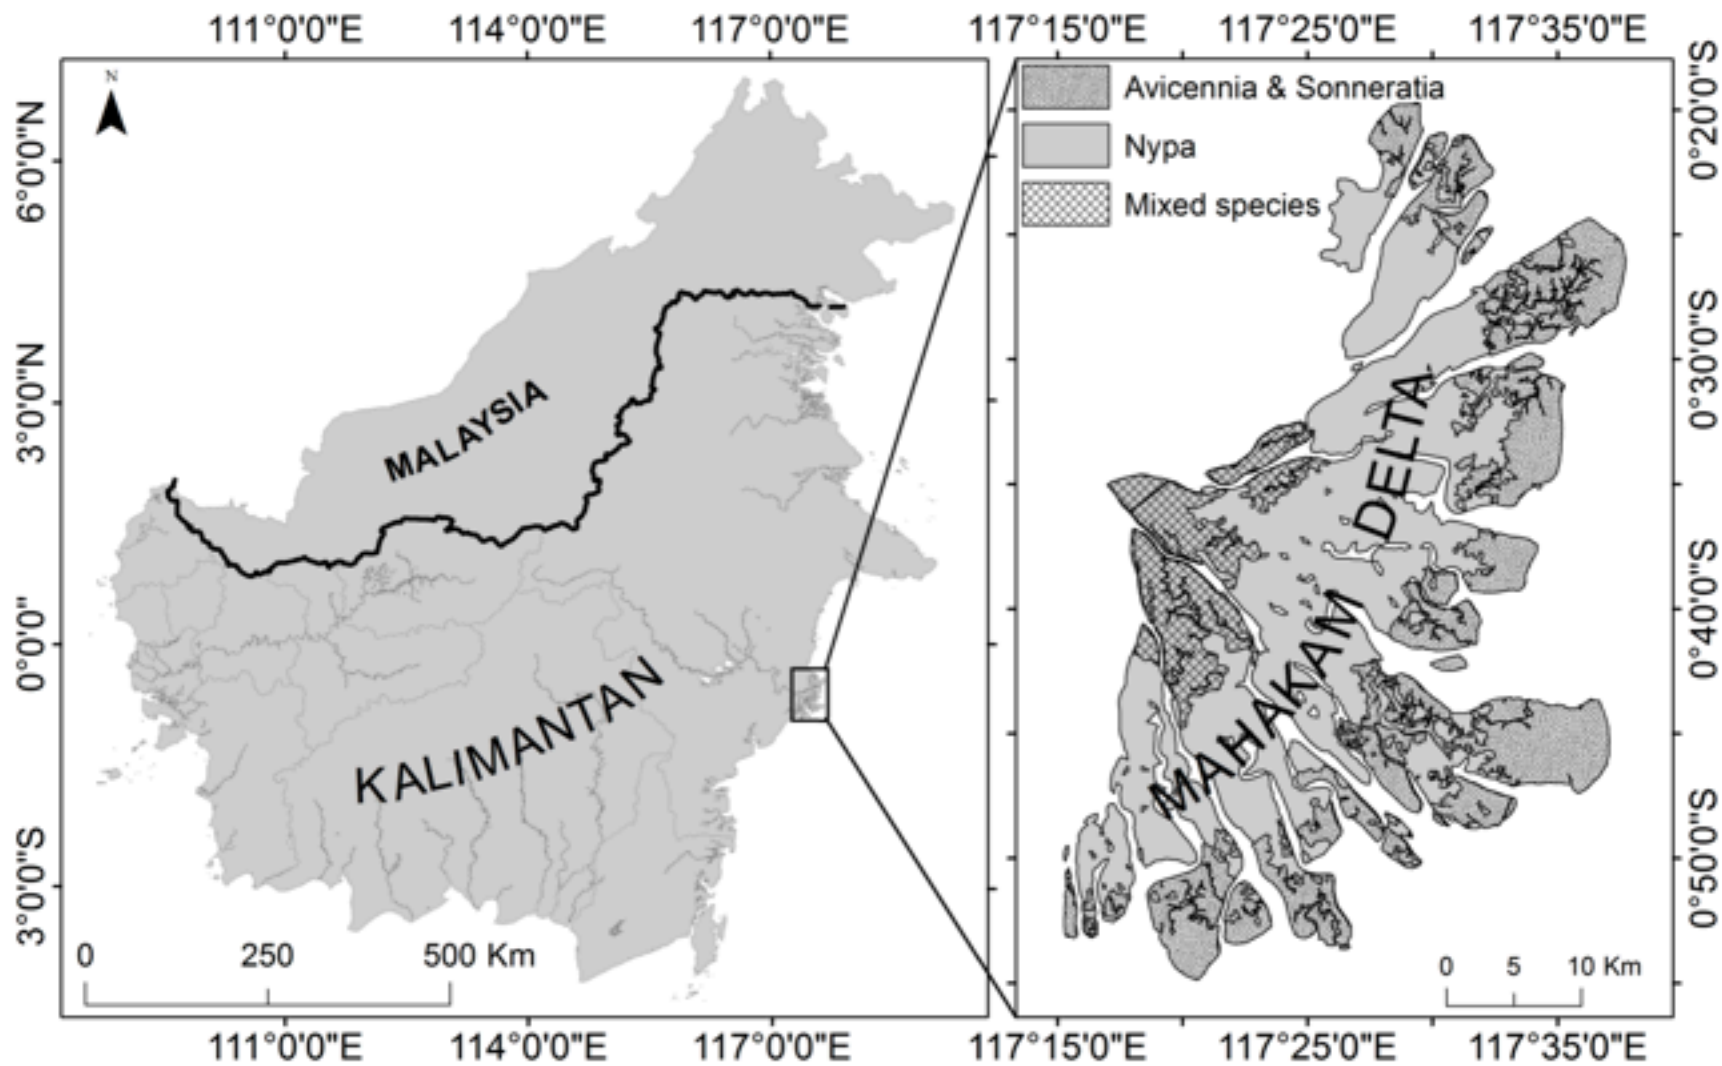 111°0'0"E 114°0'0"E 117°0'0"E
117°15'0"E 117°25'0"E 117°35'0"E
N
6°0'0"N
3°0'0"N
0°0'0"
3°0'0"S
MALAYSIA
KALIMANTAN
0 250 500 Km
111°0'0"E 114°0'0"E 117°0'0"E
Avicennia & Sonneratia
Nypa
Mixed species
MAHAKAM DELTA
0°20'0"S
0°30'0"S
0°40'0"S
0°50'0"S
0 5 10 Km
117°15'0"E 117°25'0"E 117°35'0"E